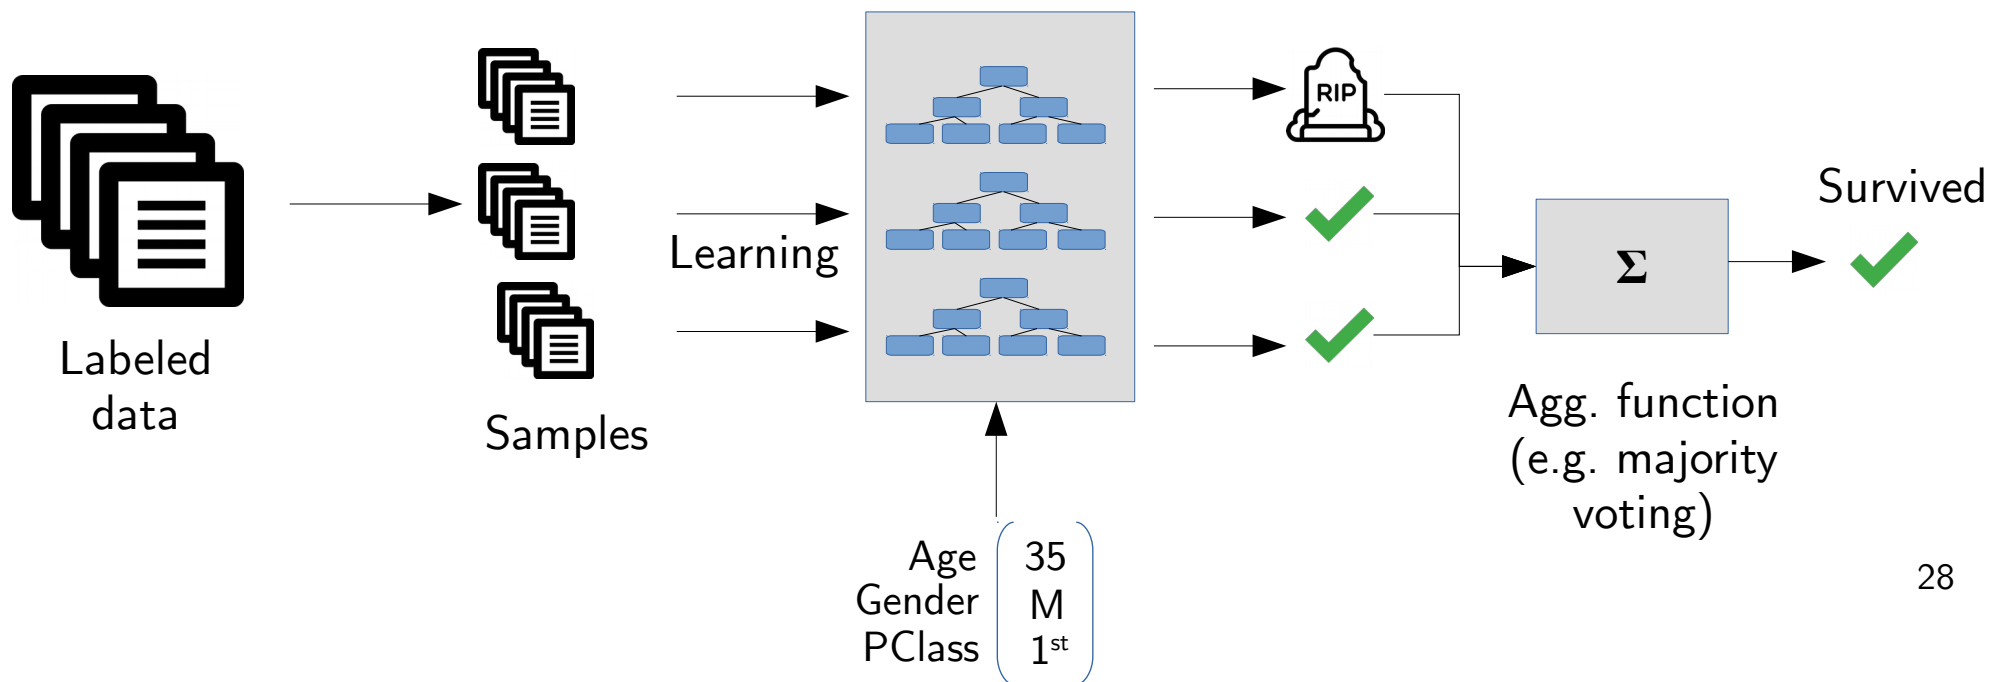 Labeled
data
Samples
Learning
RIP
Σ
Survived
Agg. function
(e.g. majority
voting)
Age 35
Gender M
PClass 1st
28